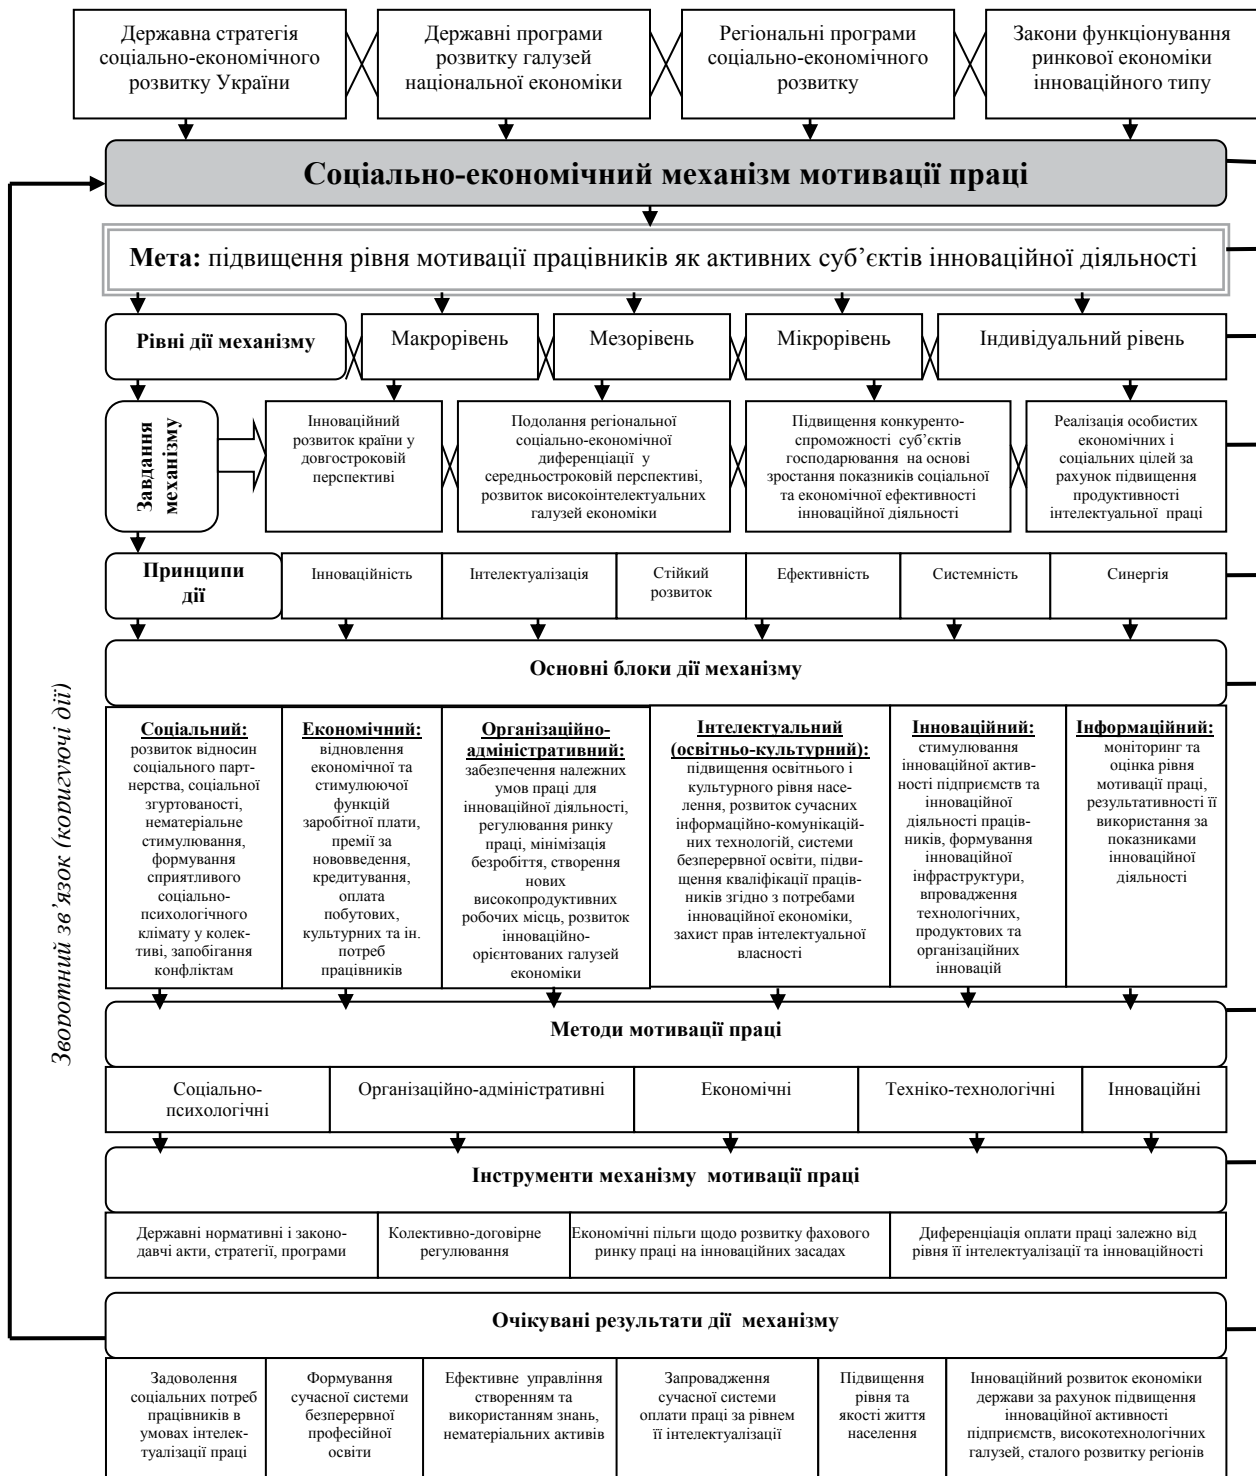 Державна стратегія
соціально-економічного
розвитку України
Державні програми
розвитку галузей
національної економіки
Регіональні програми
соціально-економічного
розвитку
Закони функціонування
ринкової економіки
інноваційного типу
Соціально-економічний механізм мотивації праці
Мета: підвищення рівня мотивації працівників як активних суб’єктів інноваційної діяльності
Рівні дії механізму
Макрорівень
Мезорівень
Мікрорівень
Індивідуальний рівень
Завдання
механізму
Інноваційний
розвиток країни у
довгостроковій
перспективі
Подолання регіональної
соціально-економічної
диференціації у
середньостроковій перспективі,
розвиток високоінтелектуальних
галузей економіки
Підвищення конкуренто-
спроможності суб’єктів
господарювання на основі
зростання показників соціальної
та економічної ефективності
інноваційної діяльності
Реалізація особистих
економічних і
соціальних цілей за
рахунок підвищення
продуктивності
інтелектуальної праці
Принципи
дії
Інноваційність
Інтелектуалізація
Стійкий
розвиток
Ефективність
Системність
Синергія
Основні блоки дії механізму
Соціальний:
розвиток відносин
соціального парт-
нерства, соціальної
згуртованості,
нематеріальне
стимулювання,
формування
сприятливого
соціально-
психологічного
клімату у колек-
тиві, запобігання
конфліктам
Економічний:
відновлення
економічної та
стимулюючої
функцій
заробітної плати,
премії за
нововведення,
кредитування,
оплата
побутових,
культурних та ін.
потреб
працівників
Організаційно-
адміністративний:
забезпечення належних
умов праці для
інноваційної діяльності,
регулювання ринку
праці, мінімізація
безробіття, створення
нових
високопродуктивних
робочих місць, розвиток
інноваційно-
орієнтованих галузей
економіки
Інтелектуальний
(освітньо-культурний):
підвищення освітнього і
культурного рівня насе-
лення, розвиток сучасних
інформаційно-комунікацій-
них технологій, системи
безперервної освіти, підви-
щення кваліфікації праців-
ників згідно з потребами
інноваційної економіки,
захист прав інтелектуальної
власності
Інноваційний:
стимулювання
інноваційної актив-
ності підприємств та
інноваційної
діяльності праців-
ників, формування
інноваційної
інфраструктури,
впровадження
технологічних,
продуктових та
організаційних
інновацій
Інформаційний:
моніторинг та
оцінка рівня
мотивації праці,
результативності її
використання за
показниками
інноваційної
діяльності
Методи мотивації праці
Соціально-
психологічні
Організаційно-адміністративні
Економічні
Техніко-технологічні
Інноваційні
Інструменти механізму мотивації праці
Державні нормативні і законо-
давчі акти, стратегії, програми
Колективно-договірне
регулювання
Економічні пільги щодо розвитку фахового
ринку праці на інноваційних засадах
Диференціація оплати праці залежно від
рівня її інтелектуалізації та інноваційності
Очікувані результати дії механізму
Задоволення
соціальних потреб
працівників в
умовах інтелек-
туалізації праці
Формування
сучасної системи
безперервної
професійної
освіти
Ефективне управління
створенням та
використанням знань,
нематеріальних активів
Запровадження
сучасної системи
оплати праці за рівнем
її інтелектуалізації
Підвищення
рівня та
якості життя
населення
Інноваційний розвиток економіки
держави за рахунок підвищення
інноваційної активності
підприємств, високотехнологічних
галузей, сталого розвитку регіонів
Зворотний зв’язок (коригуючі дії)